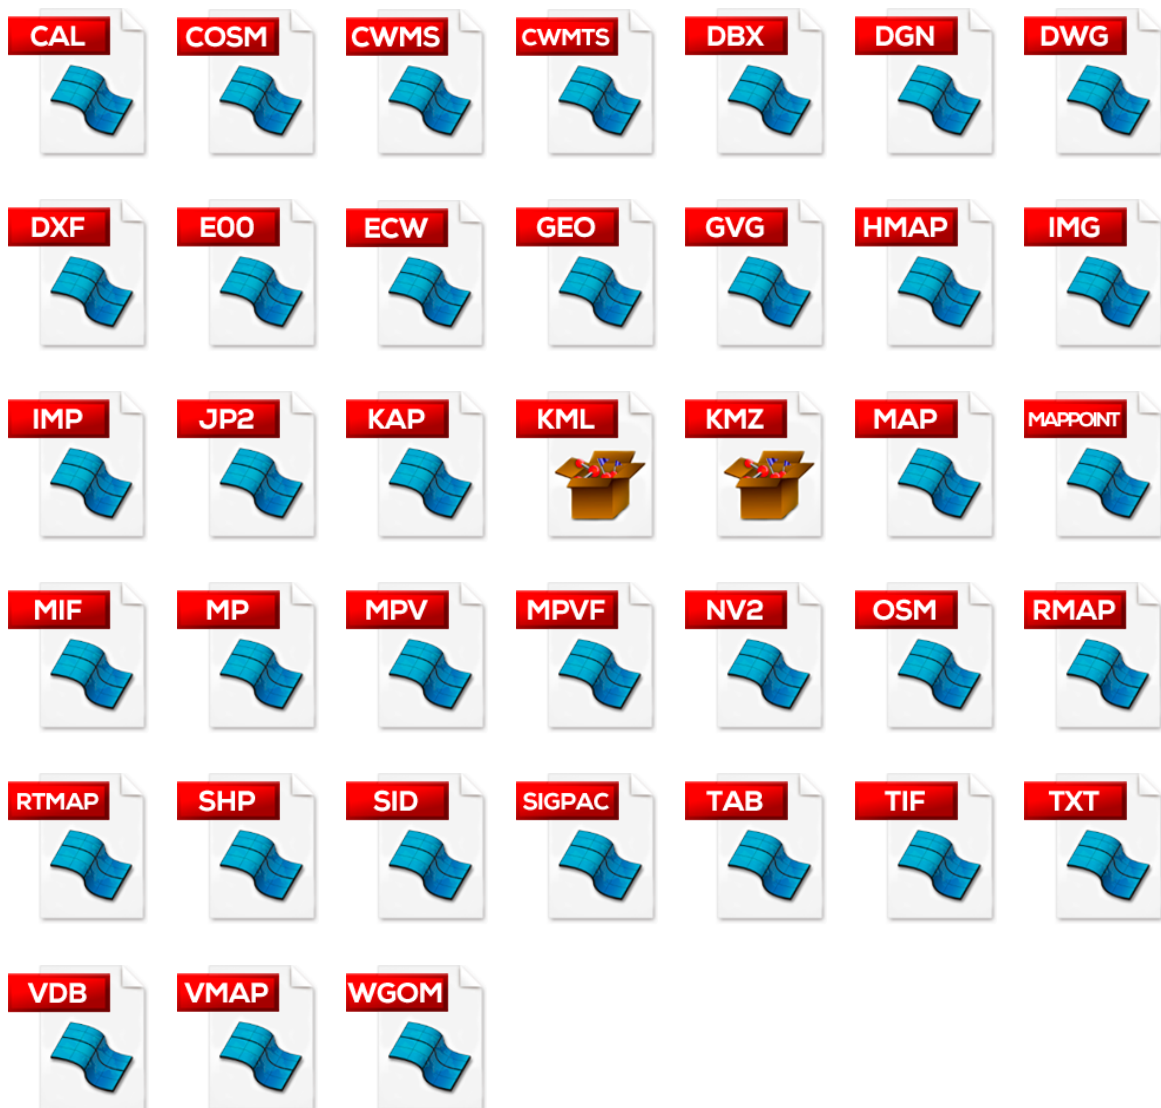 CAL COSM CWMS CWMTS DBX DGN DWG
DXF E00 ECW GEO GVG HMAP IMG
IMP JP2 KAP KML KMZ MAP MAPPOINT
MIF MP MPV MPVF NV2 OSM RMAP
RTMAP SHP SID SIGPAC TAB TIF TXT
VDB VMAP WGOM